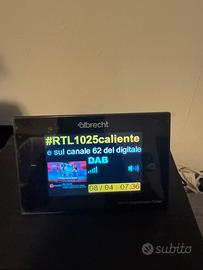 albrecht
#RTL1025caliente
e sul canale 62 del digitale
DAB
08/04 07:36
subito